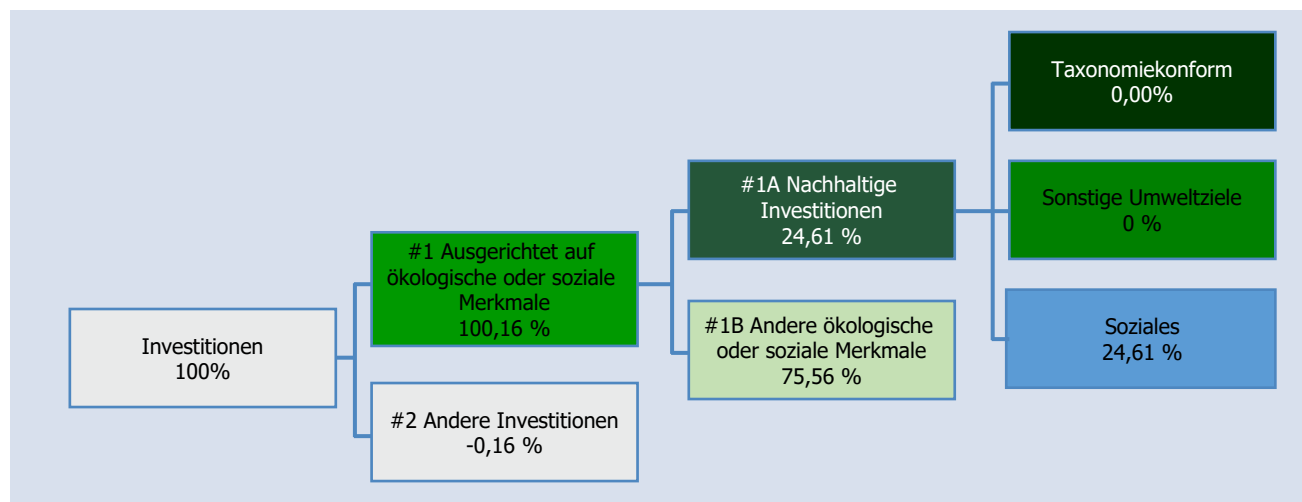 Investitionen
100%
#1 Ausgerichtet auf
ökologische oder soziale
Merkmale
100,16 %
#2 Andere Investitionen
-0,16 %
#1A Nachhaltige
Investitionen
24,61 %
#1B Andere ökologische
oder soziale Merkmale
75,56 %
Taxonomiekonform
0,00%
Sonstige Umweltziele
0 %
Soziales
24,61 %